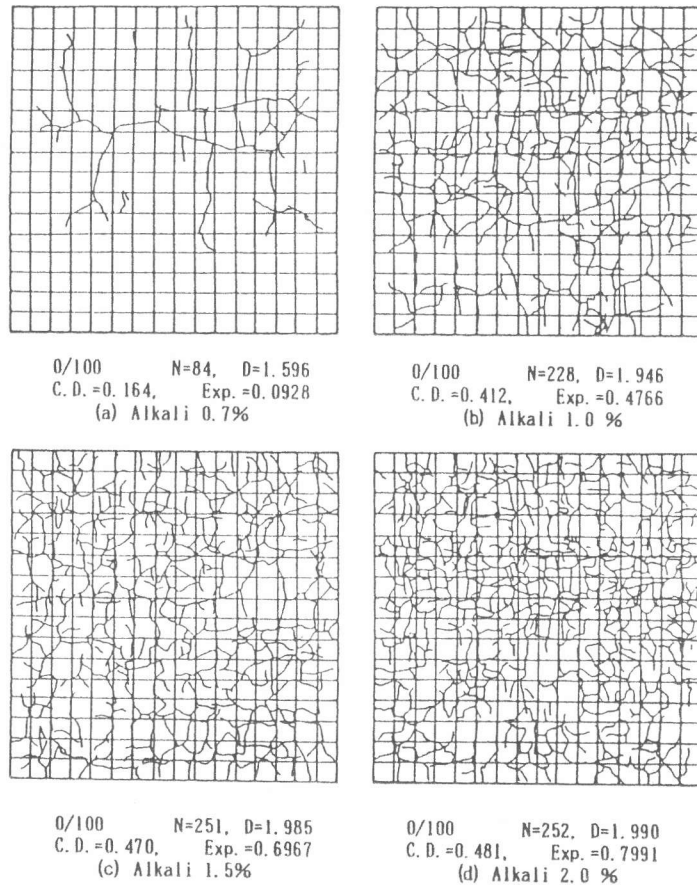 0/100 N=84, D=1.596
C.D.=0.164, Exp.=0.0928
(a) Alkali 0.7%
0/100 N=228, D=1.946
C.D.=0.412, Exp.=0.4766
(b) Alkali 1.0 %
0/100 N=251, D=1.985
C.D.=0.470, Exp.=0.6967
(c) Alkali 1.5%
0/100 N=252, D=1.990
C.D.=0.481, Exp.=0.7991
(d) Alkali 2.0 %